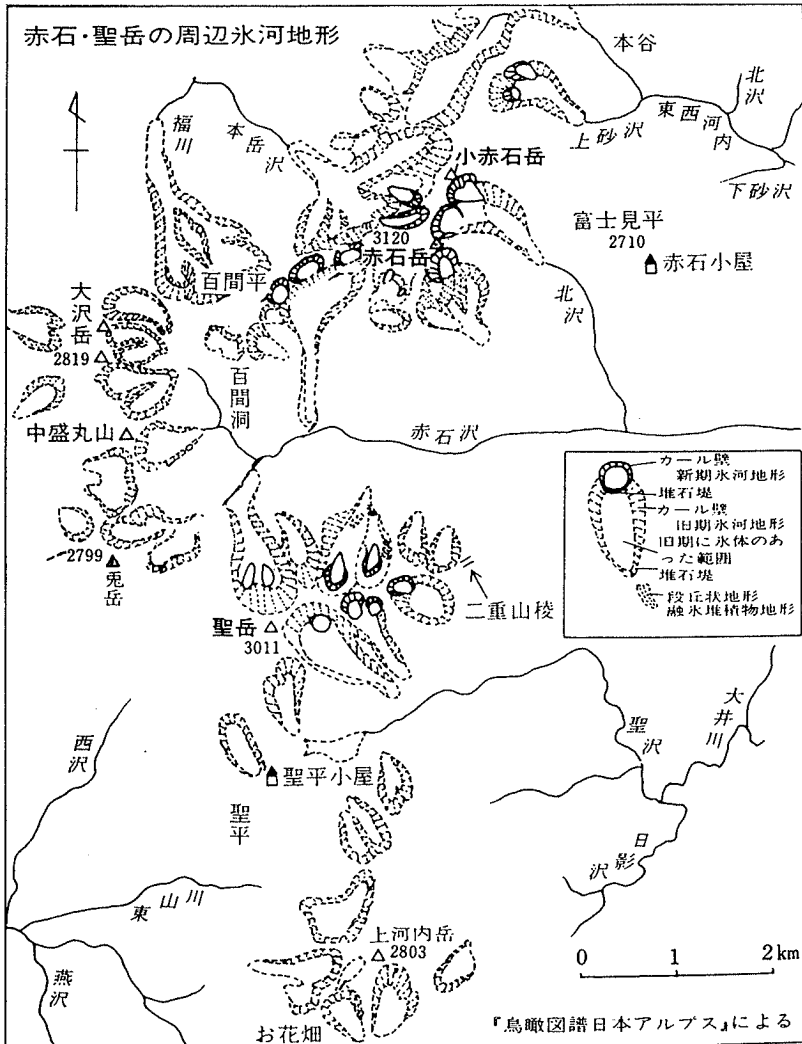 赤石・聖岳の周辺氷河地形
本谷
北沢
東西河内
上砂沢
下砂沢
福川
本岳沢
小赤石岳
富士見平
2710
赤石小屋
3120
赤石岳
百間平
大沢岳
2819
北沢
百間洞
中盛丸山
赤石沢
カール壁
新期氷河地形
堆石堤
カール壁
旧期氷河地形
旧期に氷体のあ
った範囲
堆石堤
段丘状地形
融氷堆積物地形
2799
兎岳
二重山稜
聖岳
3011
大井川
聖沢
西沢
聖平小屋
聖平
日影沢
東山川
上河内岳
2803
燕沢
お花畑
0 1 2km
『鳥瞰図譜日本アルプス』による